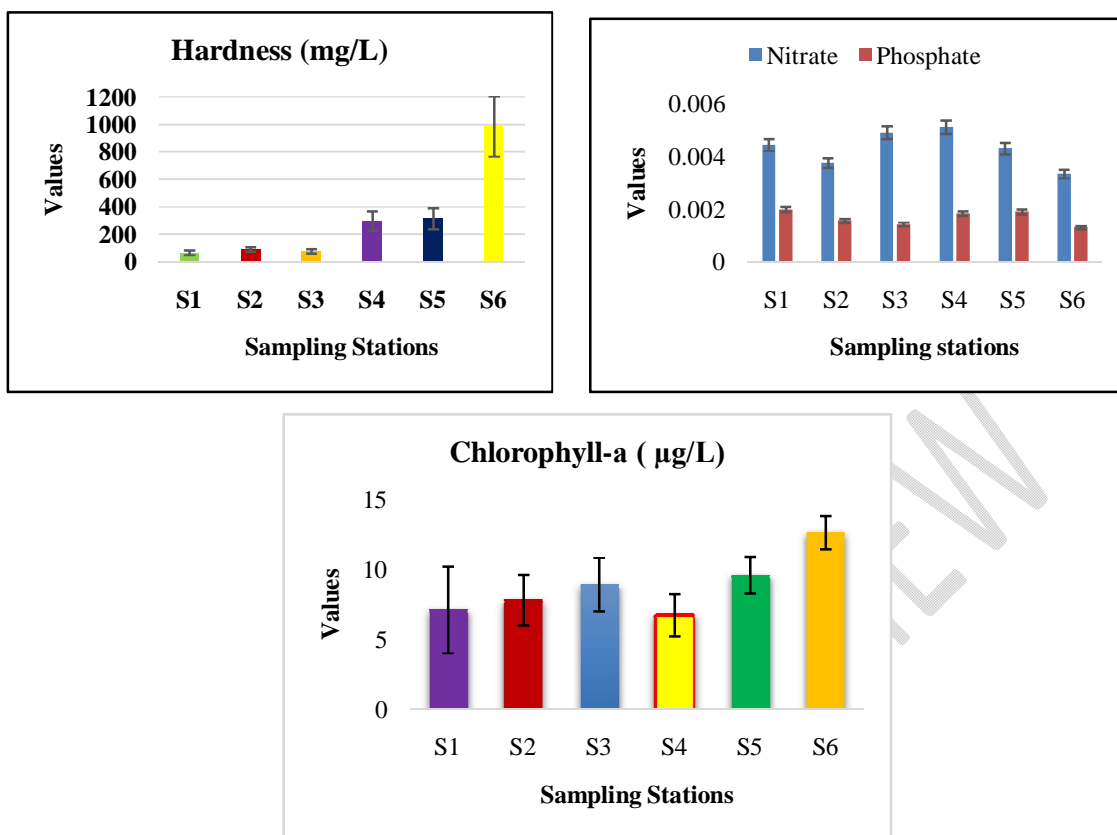 Hardness (mg/L)
1200
1000
800
600
400
200
0
Values
S1 S2 S3 S4 S5 S6
Sampling Stations
Nitrate Phosphate
0.006
0.004
0.002
0
Values
S1 S2 S3 S4 S5 S6
Sampling stations
Chlorophyll-a ( µg/L)
15
10
5
0
Values
S1 S2 S3 S4 S5 S6
Sampling Stations
EW